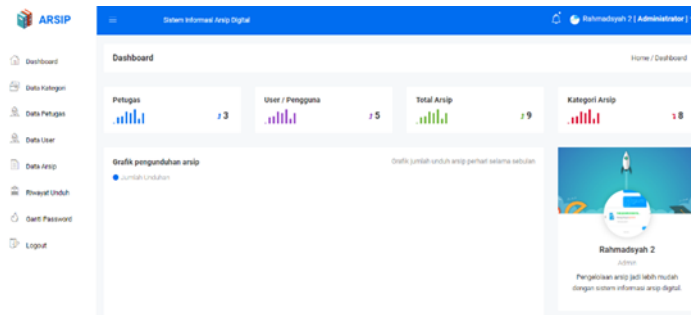 ARSIP
Sistem Informasi Arsip Digital
Rahmadsyah 2 | Administrator |
Dashboard
Data Kategori
Data Petugas
Data User
Data Arsip
Riwayat Unduh
Ganti Password
Logout
Dashboard
Home / Dashboard
Petugas
3
User / Pengguna
5
Total Arsip
9
Kategori Arsip
8
Grafik pengunduhan arsip
Grafik jumlah unduh arsip perhari selama sebulan
Jumlah Unduhan
Rahmadsyah 2
Admin
Pengelolaan arsip jadi lebih mudah
dengan sistem informasi arsip digital.